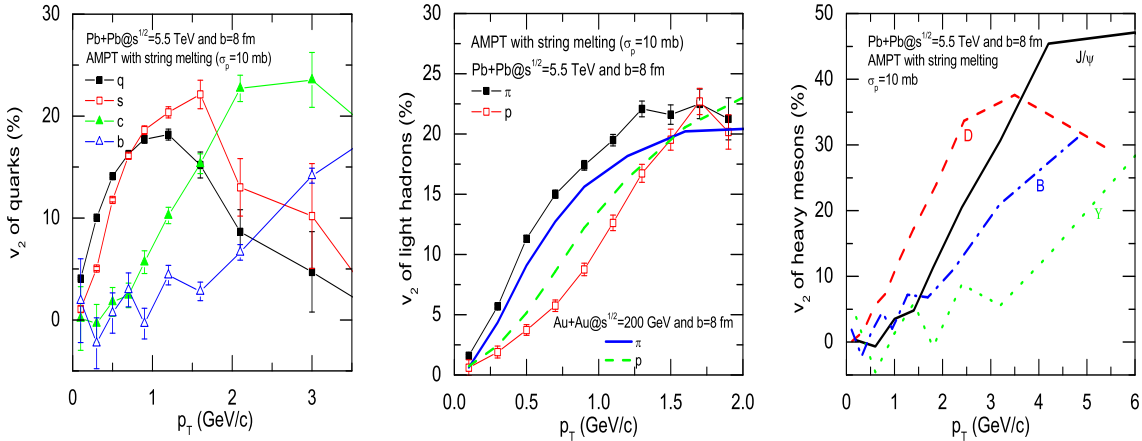 Pb+Pb@s^1/2=5.5 TeV and b=8 fm
AMPT with string melting (σp=10 mb)
q
s
c
b
v2 of quarks (%)
30
20
10
0
0
1
2
3
pT (GeV/c)
AMPT with string melting (σp=10 mb)
Pb+Pb@s^1/2=5.5 TeV and b=8 fm
π
p
Au+Au@s^1/2=200 GeV and b=8 fm
π
p
v2 of light hadrons (%)
30
25
20
15
10
5
0
0.0
0.5
1.0
1.5
2.0
pT (GeV/c)
Pb+Pb@s^1/2=5.5 TeV and b=8 fm
AMPT with string melting
σp=10 mb
J/ψ
D
B
Υ
v2 of heavy mesons (%)
50
40
30
20
10
0
0
1
2
3
4
5
6
pT (GeV/c)